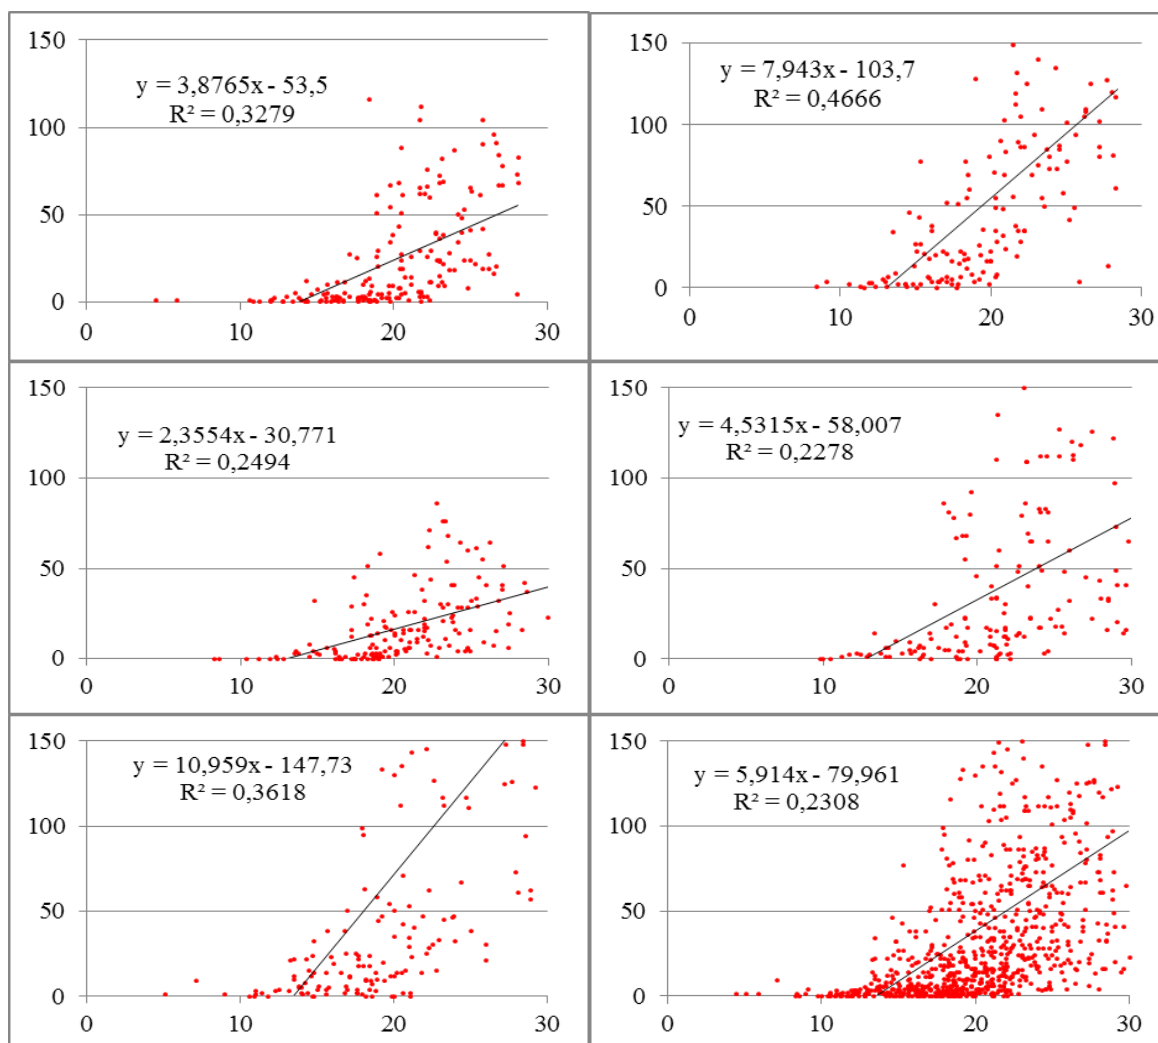 150
y = 3,8765x - 53,5
R² = 0,3279
100
50
0
0 10 20 30
150
y = 7,943x - 103,7
R² = 0,4666
100
50
0
0 10 20 30
150
y = 2,3554x - 30,771
R² = 0,2494
100
50
0
0 10 20 30
150
y = 4,5315x - 58,007
R² = 0,2278
100
50
0
0 10 20 30
150
y = 10,959x - 147,73
R² = 0,3618
100
50
0
0 10 20 30
150
y = 5,914x - 79,961
R² = 0,2308
100
50
0
0 10 20 30